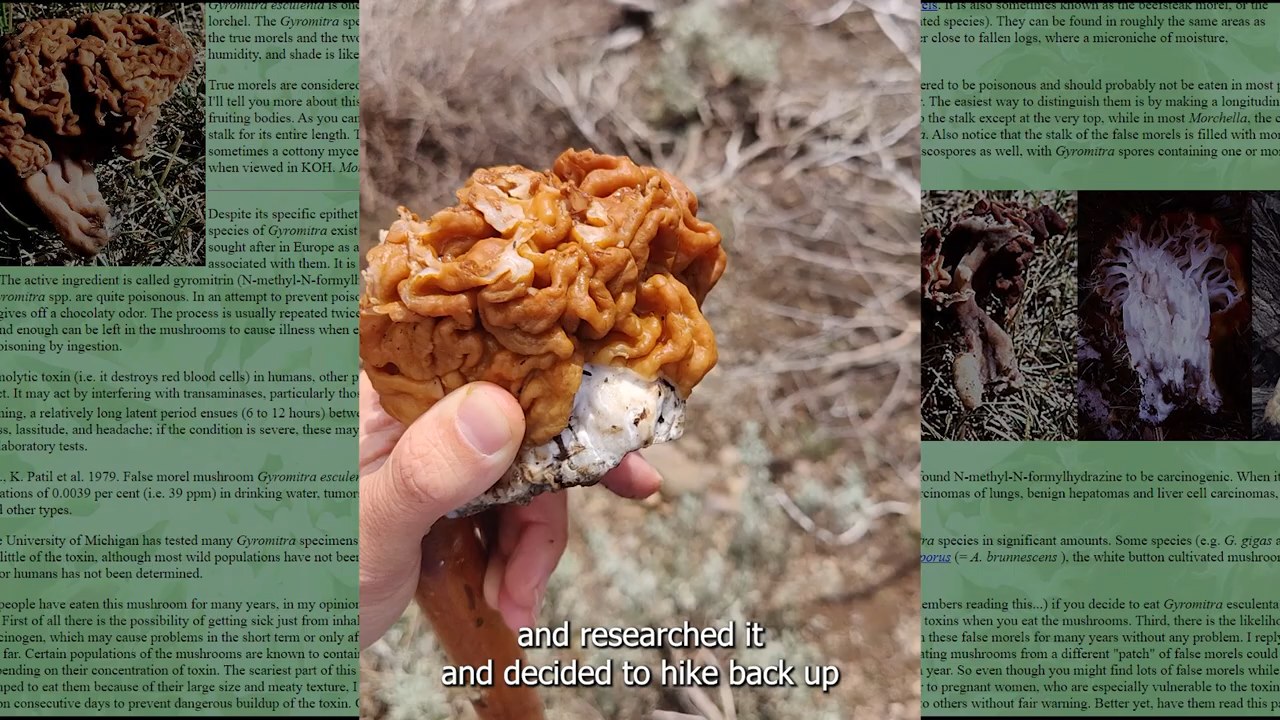 Gyromitra esculenta is one
lorchel. The Gyromitra spe
the true morels and the two
humidity, and shade is like
True morels are considered
I'll tell you more about this
fruiting bodies. As you can
stalk for its entire length. T
sometimes a cottony myce
when viewed in KOH. Mo
Despite its specific epithet
species of Gyromitra exist
sought after in Europe as a
associated with them. It is
The active ingredient is called gyromitrin (N-methyl-N-formylh
yromitra spp. are quite poisonous. In an attempt to prevent poiso
gives off a chocolaty odor. The process is usually repeated twice
nd enough can be left in the mushrooms to cause illness when e
oisoning by ingestion.
molytic toxin (i.e. it destroys red blood cells) in humans, other p
ct. It may act by interfering with transaminases, particularly thos
ning, a relatively long latent period ensues (6 to 12 hours) betw
ss, lassitude, and headache; if the condition is severe, these may
laboratory tests.
., K. Patil et al. 1979. False morel mushroom Gyromitra esculen
ations of 0.0039 per cent (i.e. 39 ppm) in drinking water, tumor
d other types.
e University of Michigan has tested many Gyromitra specimens
little of the toxin, although most wild populations have not been
or humans has not been determined.
people have eaten this mushroom for many years, in my opinion
First of all there is the possibility of getting sick just from inhal
cinogen, which may cause problems in the short term or only af
far. Certain populations of the mushrooms are known to contain
pending on their concentration of toxin. The scariest part of this
mped to eat them because of their large size and meaty texture, I
on consecutive days to prevent dangerous buildup of the toxin. C
and researched it
and decided to hike back up
els. It is also sometimes known as the beefsteak morel, or the
ated species). They can be found in roughly the same areas as
er close to fallen logs, where a microniche of moisture,
ered to be poisonous and should probably not be eaten in most p
. The easiest way to distinguish them is by making a longitudin
o the stalk except at the very top, while in most Morchella, the c
a. Also notice that the stalk of the false morels is filled with mor
scospores as well, with Gyromitra spores containing one or mor
ound N-methyl-N-formylhydrazine to be carcinogenic. When it
rcinomas of lungs, benign hepatomas and liver cell carcinomas,
ra species in significant amounts. Some species (e.g. G. gigas a
porus (= A. brunnescens ), the white button cultivated mushroom
embers reading this...) if you decide to eat Gyromitra esculenta
toxins when you eat the mushrooms. Third, there is the likeliho
n these false morels for many years without any problem. I reply
ating mushrooms from a different "patch" of false morels could
year. So even though you might find lots of false morels while
r to pregnant women, who are especially vulnerable to the toxin
o others without fair warning. Better yet, have them read this p